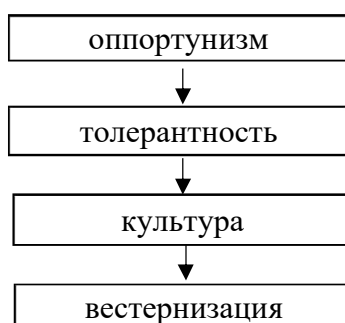 оппортунизм
толерантность
культура
вестернизация